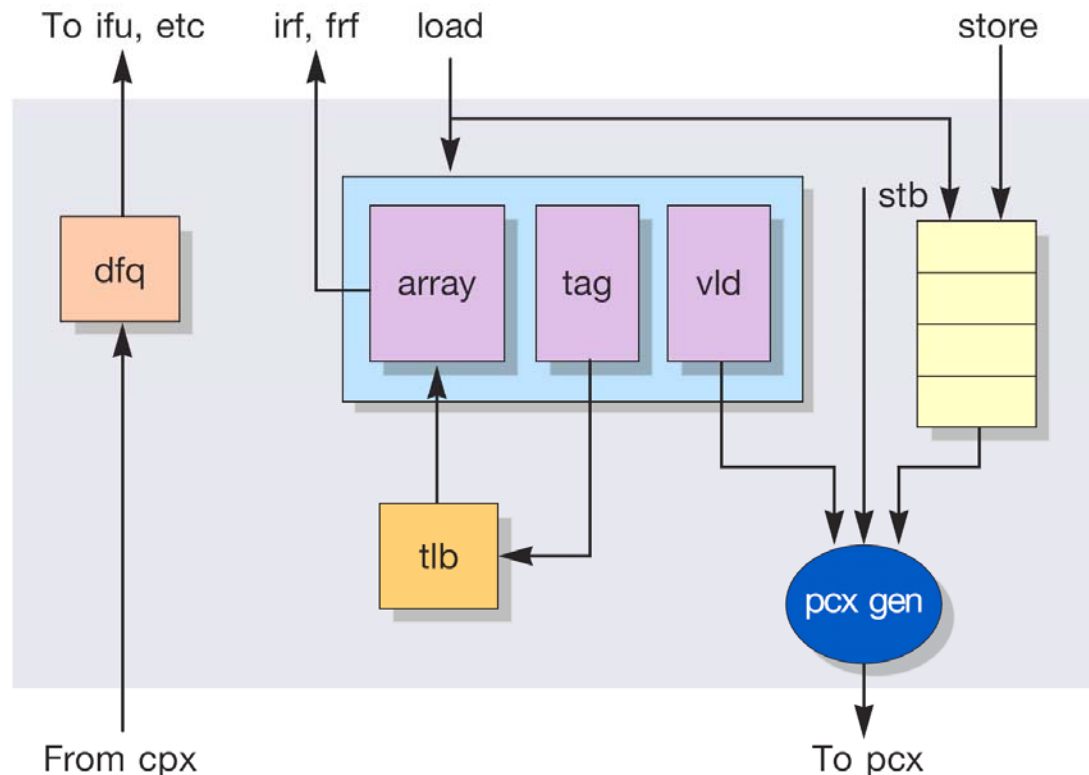 To ifu, etc
irf, frf
load
store
stb
dfq
array
tag
vld
tlb
pcx gen
From cpx
To pcx